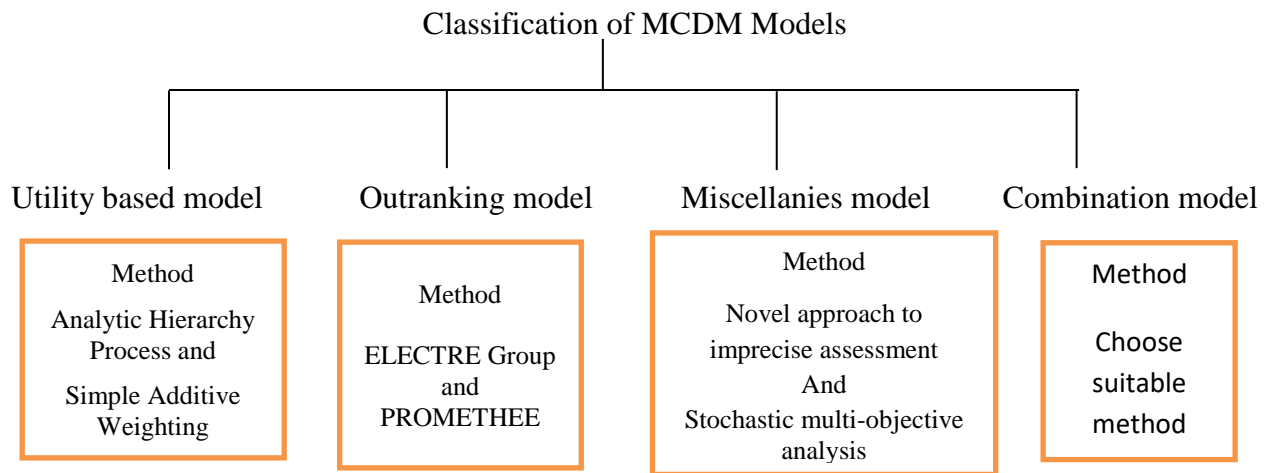 Classification of MCDM Models
Utility based model
Outranking model
Miscellanies model
Combination model
Method
Analytic Hierarchy
Process and
Simple Additive
Weighting
Method
ELECTRE Group
and
PROMETHEE
Method
Novel approach to
imprecise assessment
And
Stochastic multi-objective
analysis
Method
Choose
suitable
method